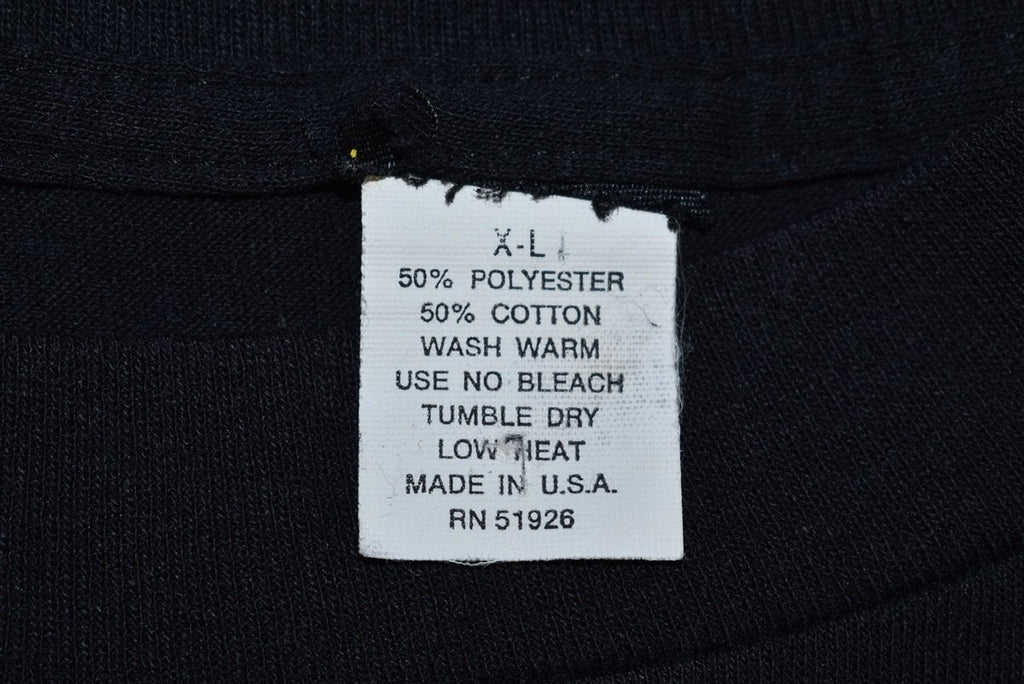 X-L
50% POLYESTER
50% COTTON
WASH WARM
USE NO BLEACH
TUMBLE DRY
LOW HEAT
MADE IN U.S.A.
RN 51926